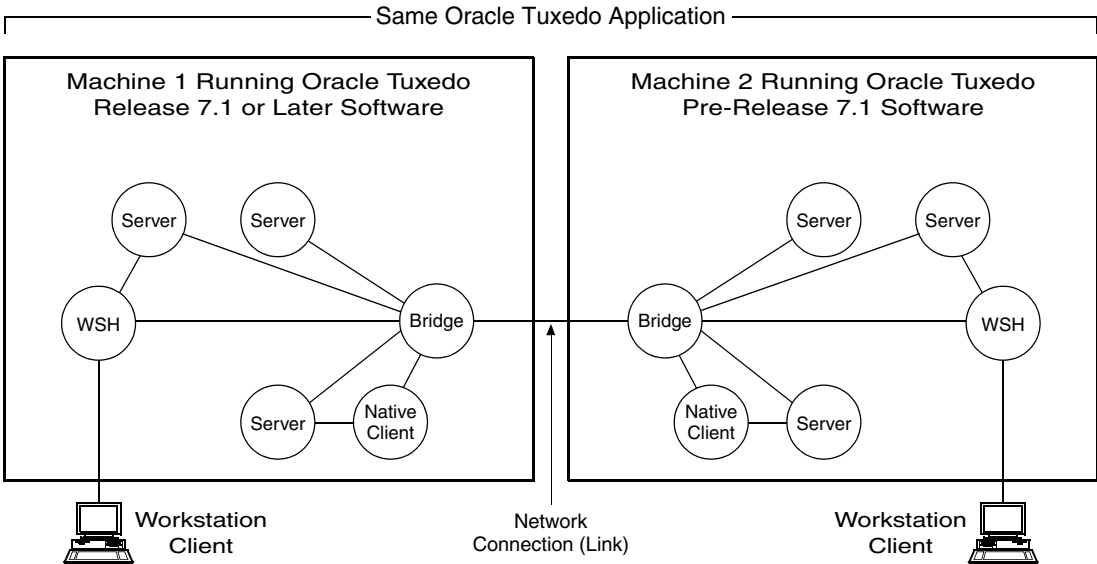 Same Oracle Tuxedo Application
Machine 1 Running Oracle Tuxedo
Release 7.1 or Later Software
Machine 2 Running Oracle Tuxedo
Pre-Release 7.1 Software
Server
Server
Server
Server
WSH
Bridge
Bridge
WSH
Server
Native
Client
Native
Client
Server
Workstation
Client
Network
Connection (Link)
Workstation
Client